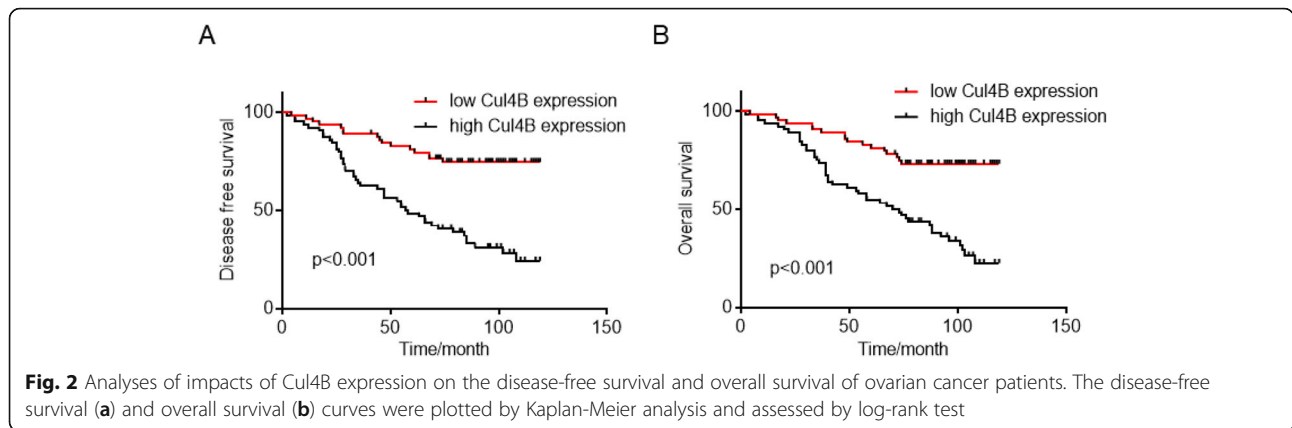 A
low Cul4B expression
high Cul4B expression
Disease free survival
100
50
0
p<0.001
0 50 100 150
Time/month
B
low Cul4B expression
high Cul4B expression
Overall survival
100
50
0
p<0.001
0 50 100 150
Time/month
Fig. 2 Analyses of impacts of Cul4B expression on the disease-free survival and overall survival of ovarian cancer patients. The disease-free
survival (a) and overall survival (b) curves were plotted by Kaplan-Meier analysis and assessed by log-rank test